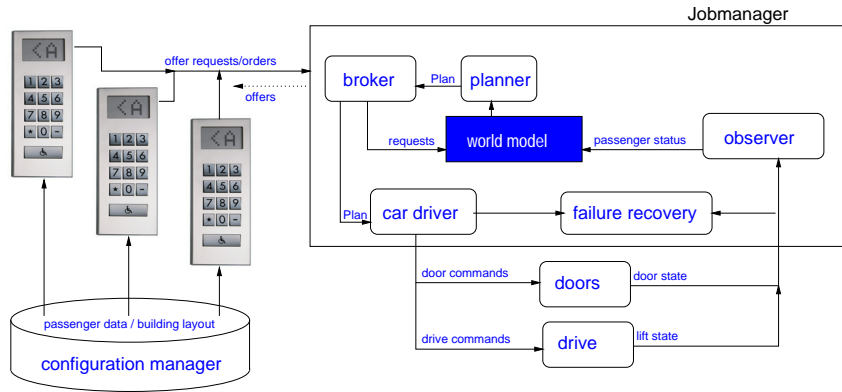 Jobmanager
<A
1 2 3
4 5 6
7 8 9
* 0 -
<A
1 2 3
4 5 6
7 8 9
* 0 -
<A
1 2 3
4 5 6
7 8 9
* 0 -
offer requests/orders
offers
broker
Plan
planner
requests
world model
passenger status
observer
Plan
car driver
failure recovery
door commands
doors
door state
drive commands
drive
lift state
passenger data / building layout
configuration manager